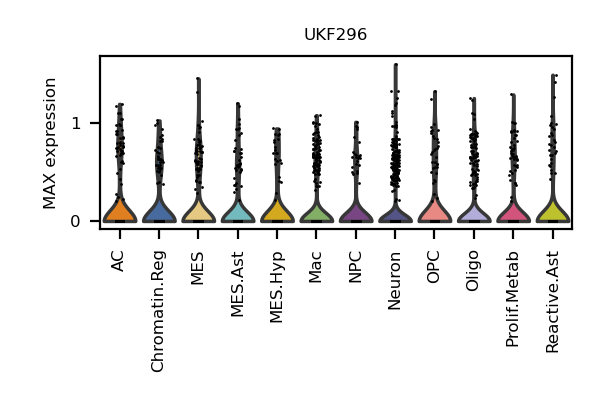 UKF296
MAX expression
1
0
AC
Chromatin.Reg
MES
MES.Ast
MES.Hyp
Mac
NPC
Neuron
OPC
Oligo
Prolif.Metab
Reactive.Ast